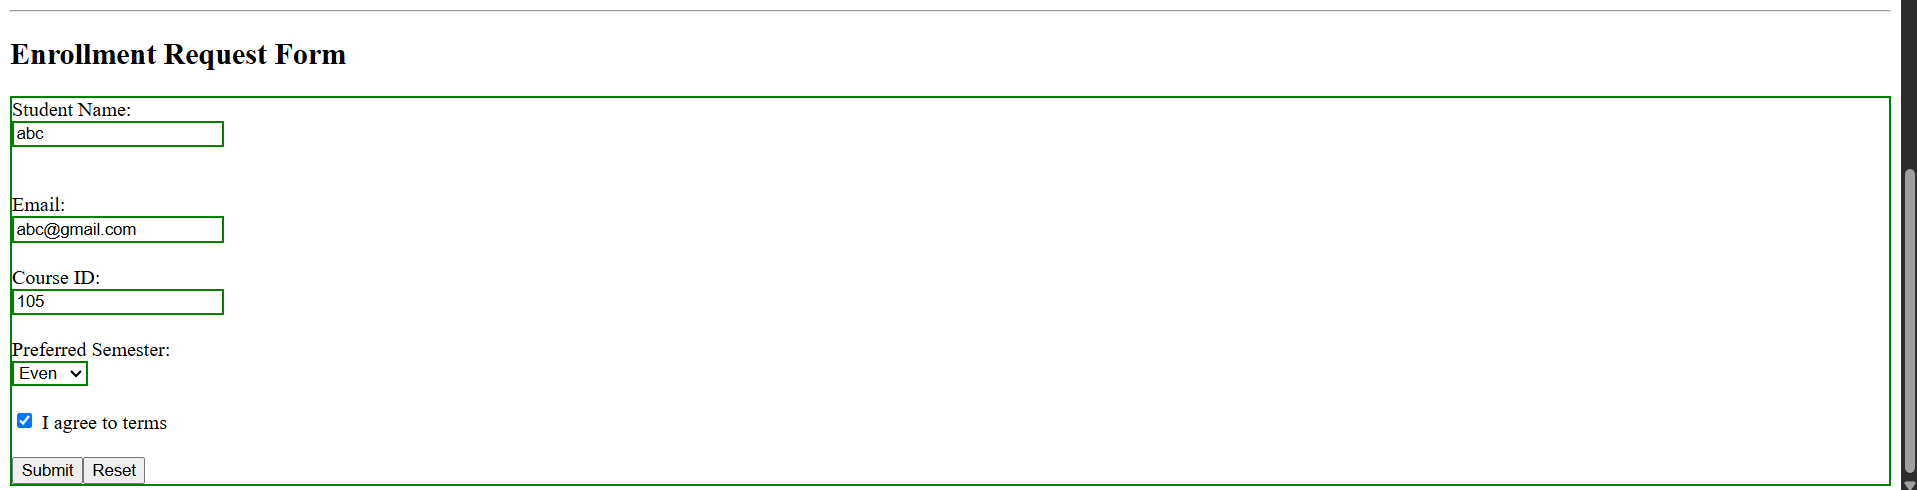 Enrollment Request Form
Student Name:
abc
Email:
abc@gmail.com
Course ID:
105
Preferred Semester:
Even
I agree to terms
Submit Reset